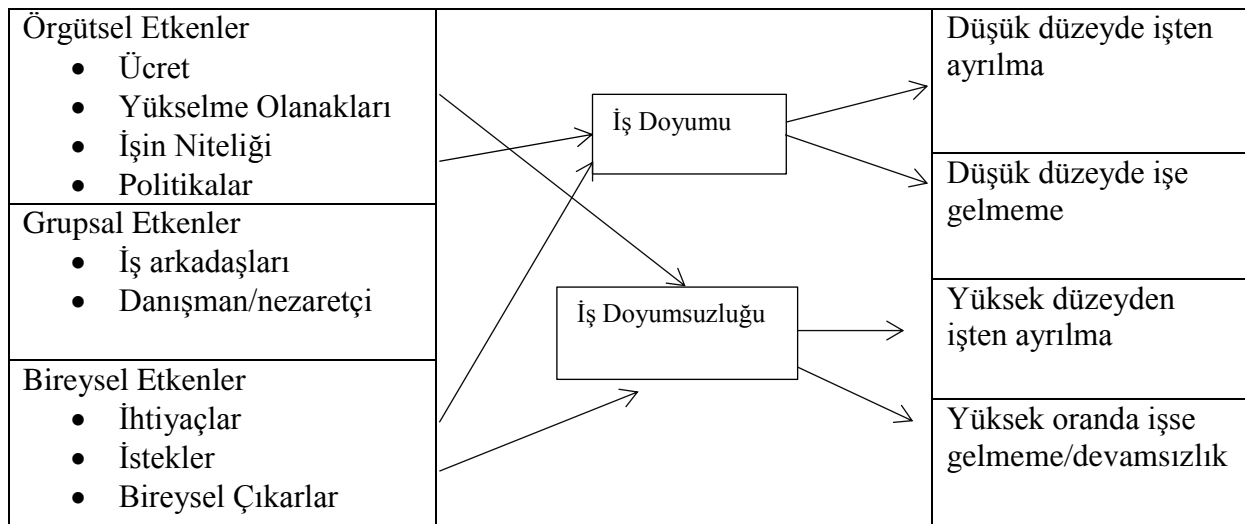 Örgütsel Etkenler
• Ücret
• Yükselme Olanakları
• İşin Niteliği
• Politikalar
Grupsal Etkenler
• İş arkadaşları
• Danışman/nezaretçi
Bireysel Etkenler
• İhtiyaçlar
• İstekler
• Bireysel Çıkarlar
İş Doyumu
İş Doyumsuzluğu
Düşük düzeyde işten
ayrılma
Düşük düzeyde işe
gelmeme
Yüksek düzeyden
işten ayrılma
Yüksek oranda işse
gelmeme/devamsızlık